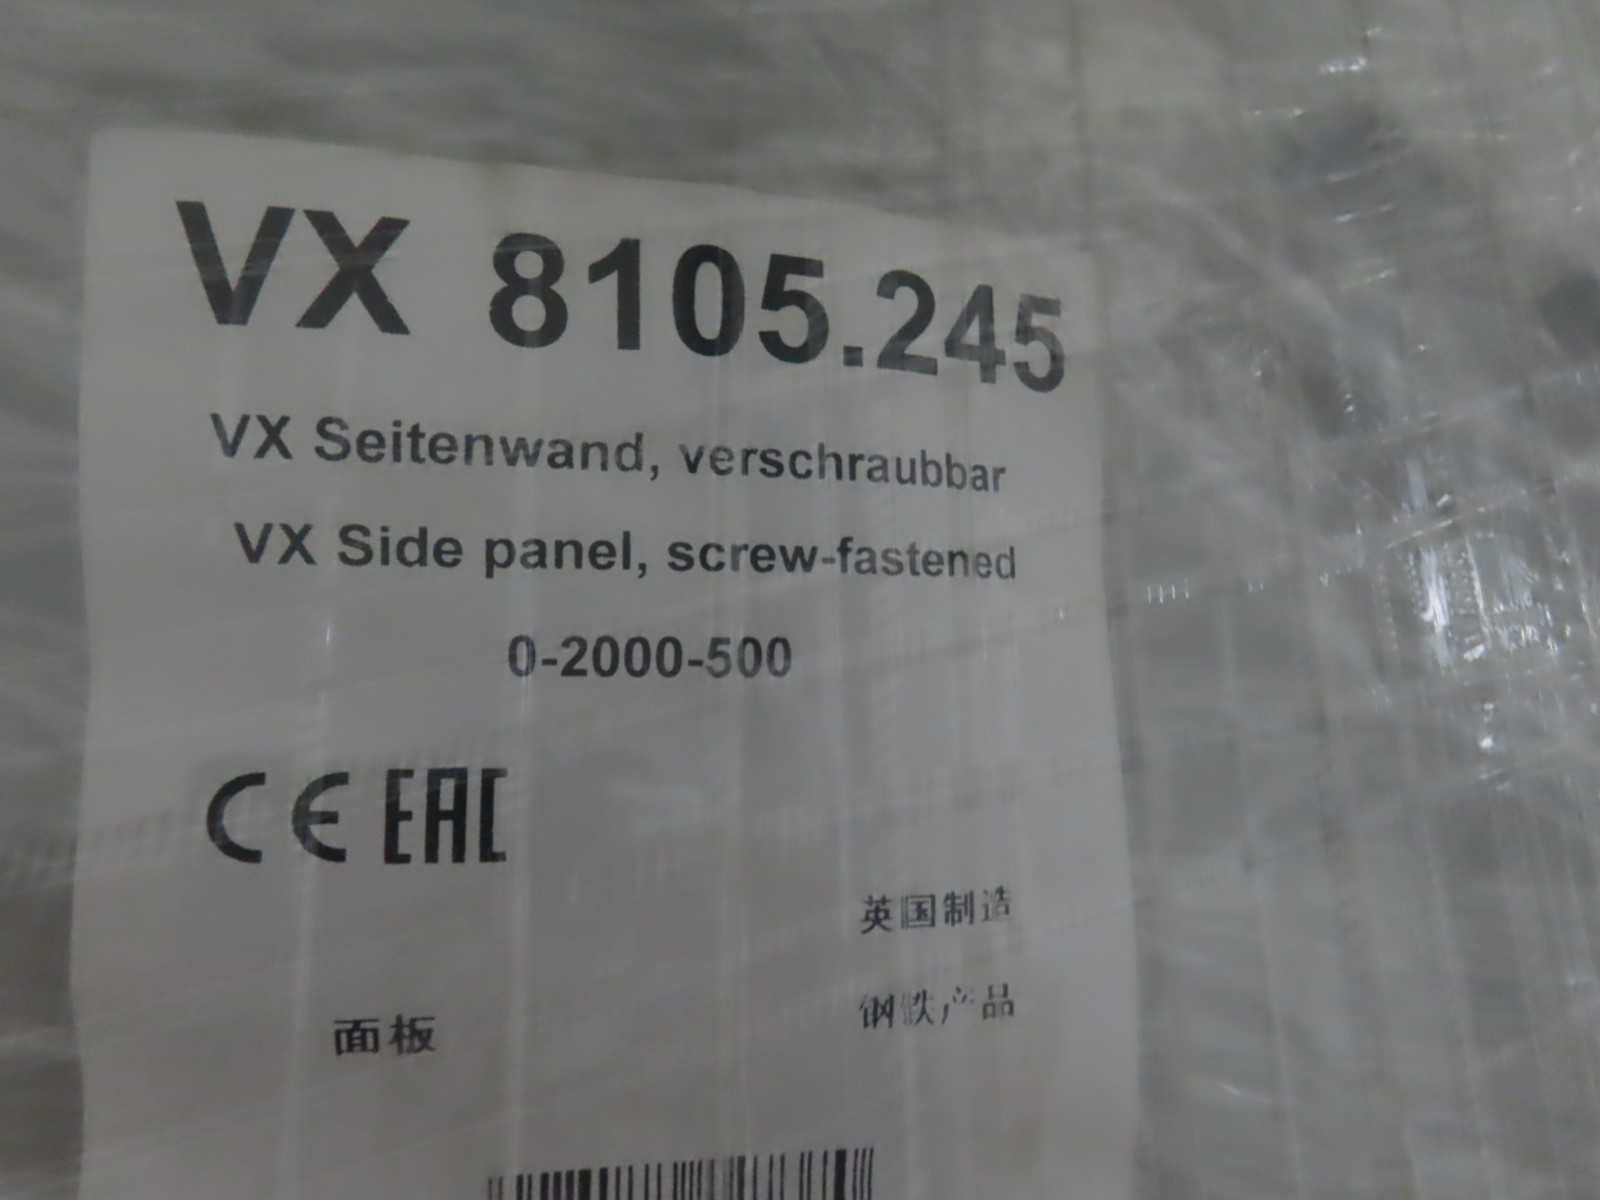 VX 8105.245
VX Seitenwand, verschraubbar
VX Side panel, screw-fastened
0-2000-500
CE EAC
英国制造
钢铁产品
面板